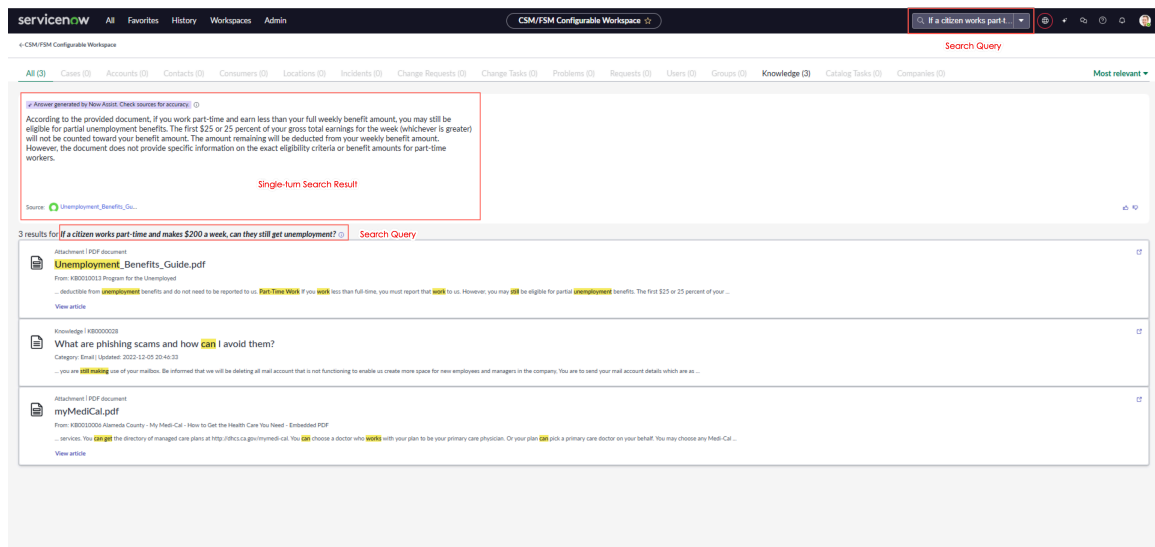 servicenow All Favorites History Workspaces Admin CSM/FSM Configurable Workspace If a citizen works part-t...
Search Query
CSM/FSM Configurable Workspace
All (3) Cases (0) Accounts (0) Contacts (0) Consumers (0) Locations (0) Incidents (0) Change Requests (0) Change Tasks (0) Problems (0) Requests (0) Users (0) Groups (0) Knowledge (3) Catalog Tasks (0) Companies (0) Most relevant
Answer generated by Now Assist. Check sources for accuracy.
According to the provided document, if you work part-time and earn less than your full weekly benefit amount, you may still be
eligible for partial unemployment benefits. The first $25 or 25 percent of your gross total earnings for the week (whichever is greater)
will not be counted toward your benefit amount. The amount remaining will be deducted from your weekly benefit amount.
However, the document does not provide specific information on the exact eligibility criteria or benefit amounts for part-time
workers.
Single-turn Search Result
Source: Unemployment_Benefits_Gu...
3 results for If a citizen works part-time and makes $200 a week, can they still get unemployment? Search Query
Attachment | PDF document
Unemployment_Benefits_Guide.pdf
From: KB0010013 Program for the Unemployed
... deductible from unemployment benefits and do not need to be reported to us. Part-Time Work If you work less than full-time, you must report that work to us. However, you may still be eligible for partial unemployment benefits. The first $25 or 25 percent of your ...
View article
Knowledge | KB0000028
What are phishing scams and how can I avoid them?
Category: Email | Updated: 2022-12-05 20:46:33
... you are still making use of your mailbox. Be informed that we will be deleting all mail account that is not functioning to enable us create more space for new employees and managers in the company. You are to send your mail account details which are as ...
Attachment | PDF document
myMediCal.pdf
From: KB0010006 Alameda County - My Medi-Cal - How to Get the Health Care You Need - Embedded PDF
... services. You can get the directory of managed care plans at http://dhcs.ca.gov/mymedi-cal. You can choose a doctor who works with your plan to be your primary care physician. Or your plan can pick a primary care doctor on your behalf. You may choose any Medi-Cal ...
View article